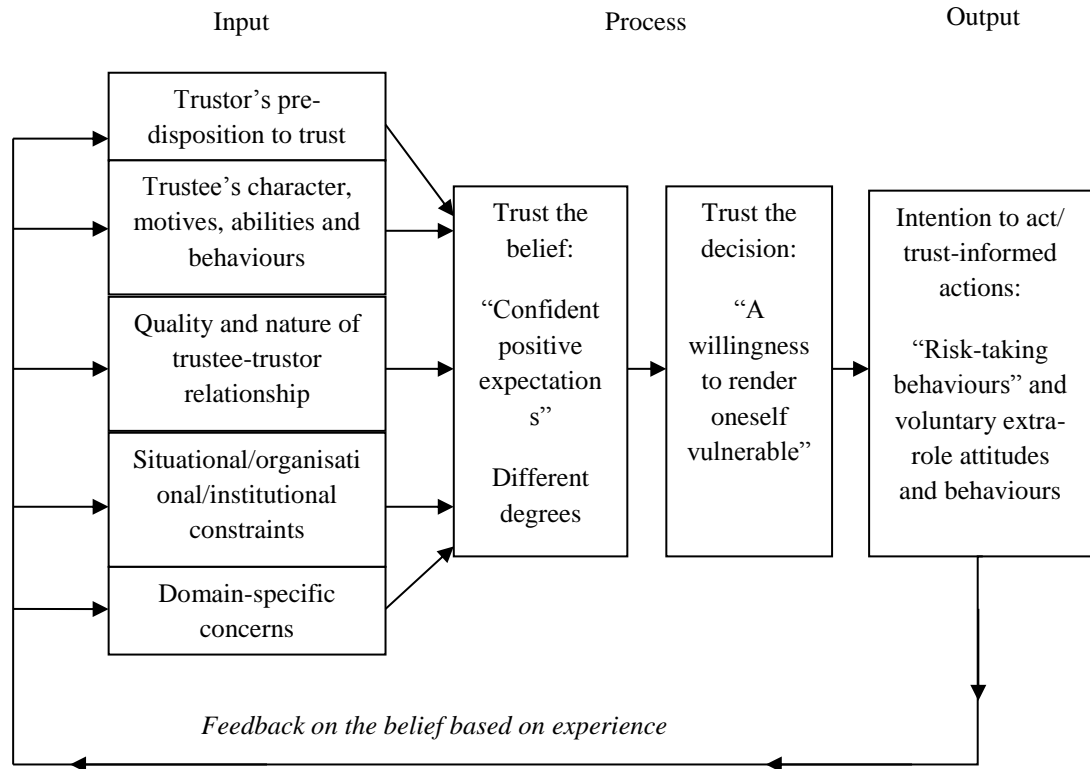 Input
Process
Output
Trustor’s pre-
disposition to trust
Trustee’s character,
motives, abilities and
behaviours
Quality and nature of
trustee-trustor
relationship
Situational/organisati
onal/institutional
constraints
Domain-specific
concerns
Trust the
belief:
“Confident
positive
expectation
s”
Different
degrees
Trust the
decision:
“A
willingness
to render
oneself
vulnerable”
Intention to act/
trust-informed
actions:
“Risk-taking
behaviours” and
voluntary extra-
role attitudes
and behaviours
Feedback on the belief based on experience